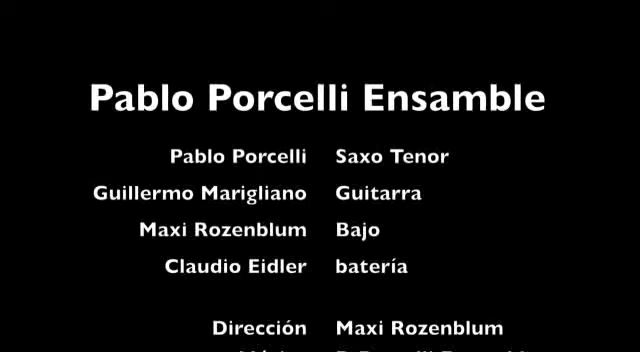 Pablo Porcelli Ensamble
Pablo Porcelli Saxo Tenor
Guillermo Marigliano Guitarra
Maxi Rozenblum Bajo
Claudio Eidler batería
Dirección Maxi Rozenblum